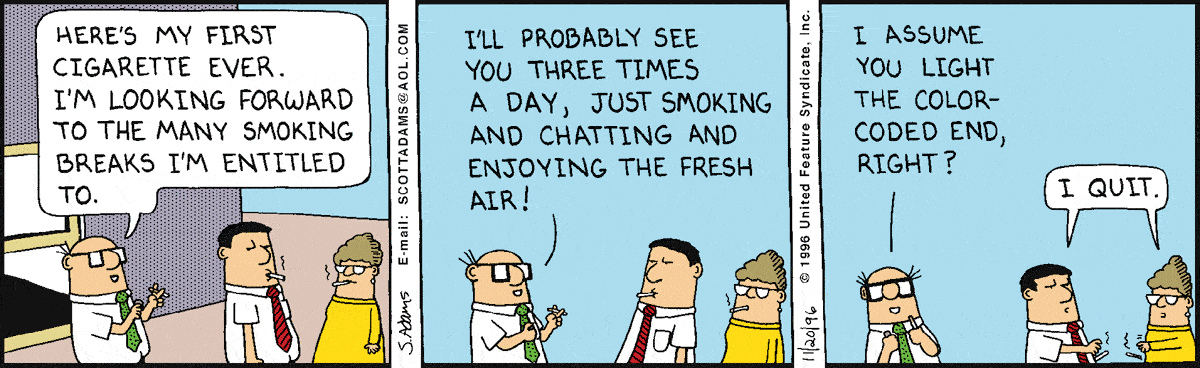 HERE'S MY FIRST
CIGARETTE EVER.
I'M LOOKING FORWARD
TO THE MANY SMOKING
BREAKS I'M ENTITLED
TO.
S. Adams
E-mail: SCOTTADAMS@AOL.COM
I'LL PROBABLY SEE
YOU THREE TIMES
A DAY, JUST SMOKING
AND CHATTING AND
ENJOYING THE FRESH
AIR!
11/20/96
© 1996 United Feature Syndicate, Inc.
I ASSUME
YOU LIGHT
THE COLOR-
CODED END,
RIGHT?
I QUIT.